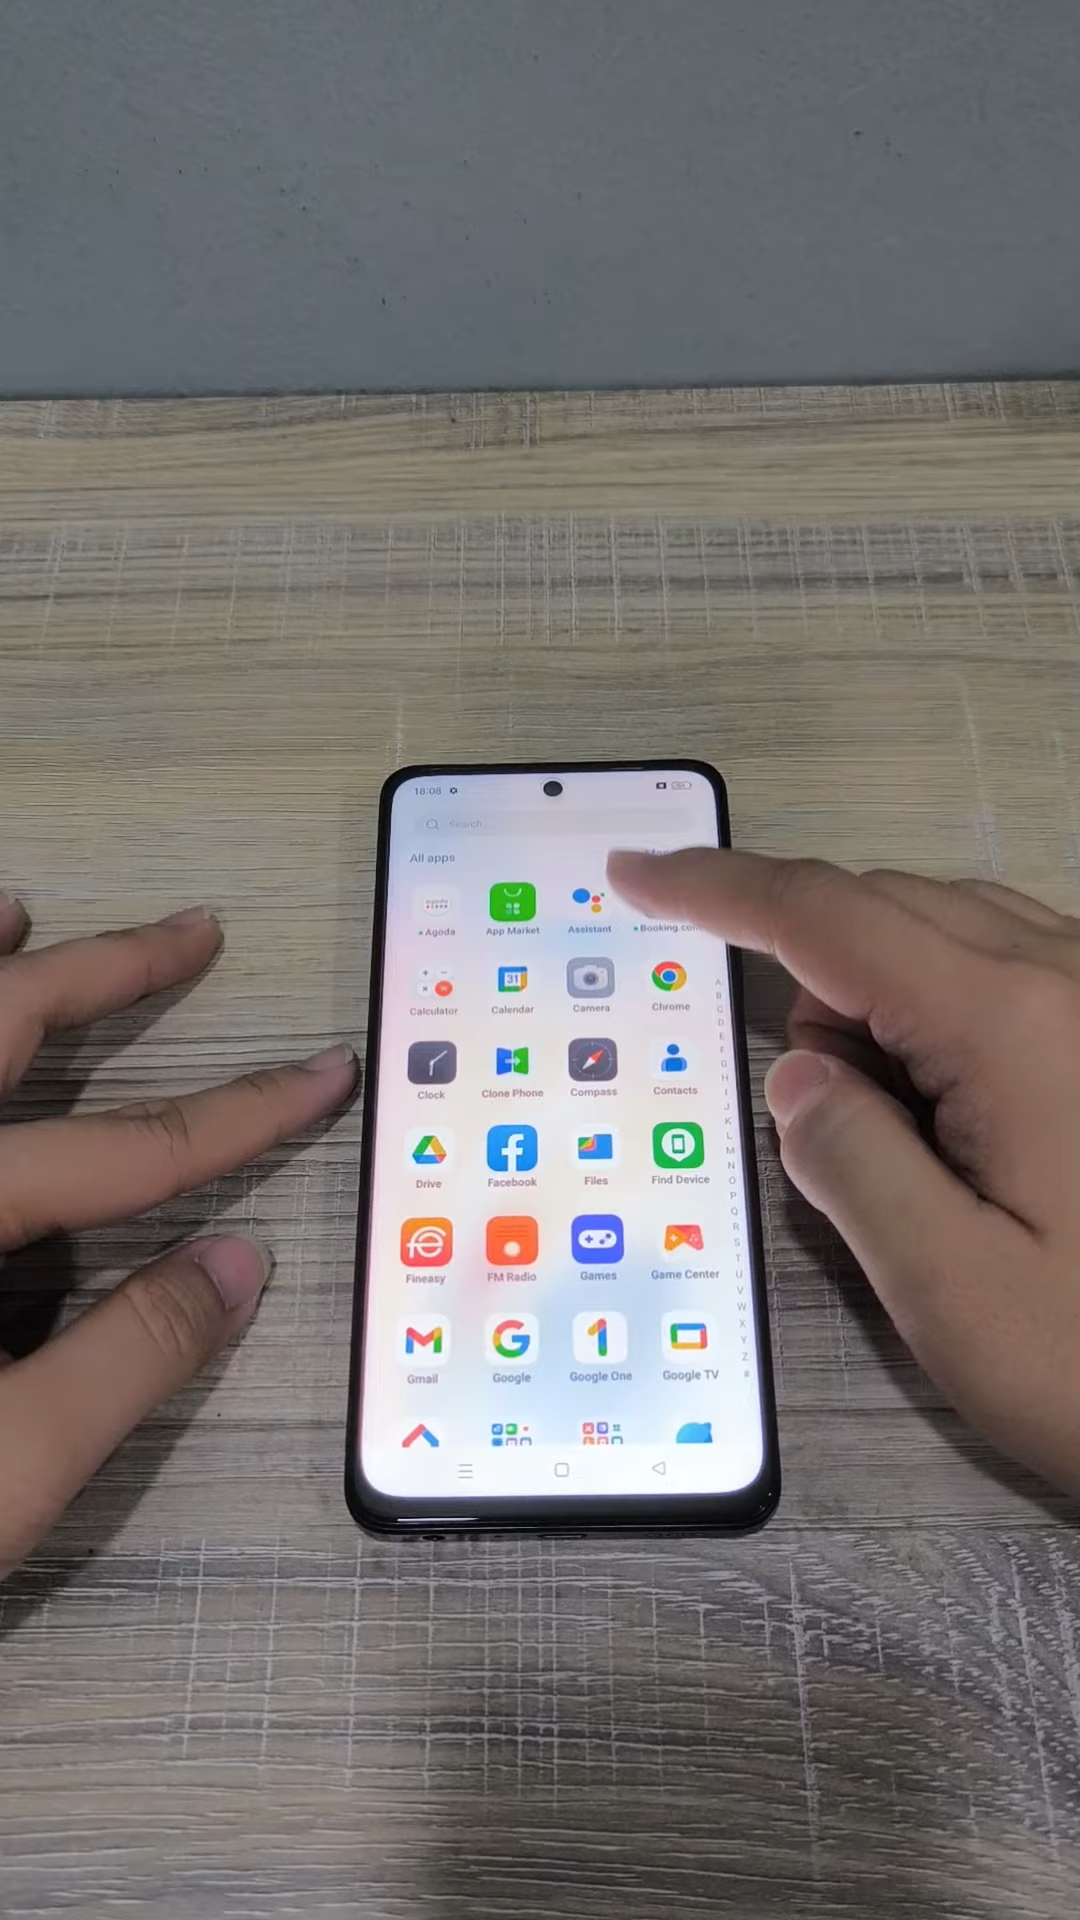 18:08
Search
All apps
Agoda
App Market
Assistant
Booking.com
Calculator
31
Calendar
Camera
Chrome
Clock
Clone Phone
Compass
Contacts
Drive
Facebook
Files
Find Device
Fineasy
FM Radio
Games
Game Center
Gmail
Google
Google One
Google TV
A
B
C
D
E
F
G
H
I
J
K
L
M
N
O
P
Q
R
S
T
U
V
W
X
Y
Z
#